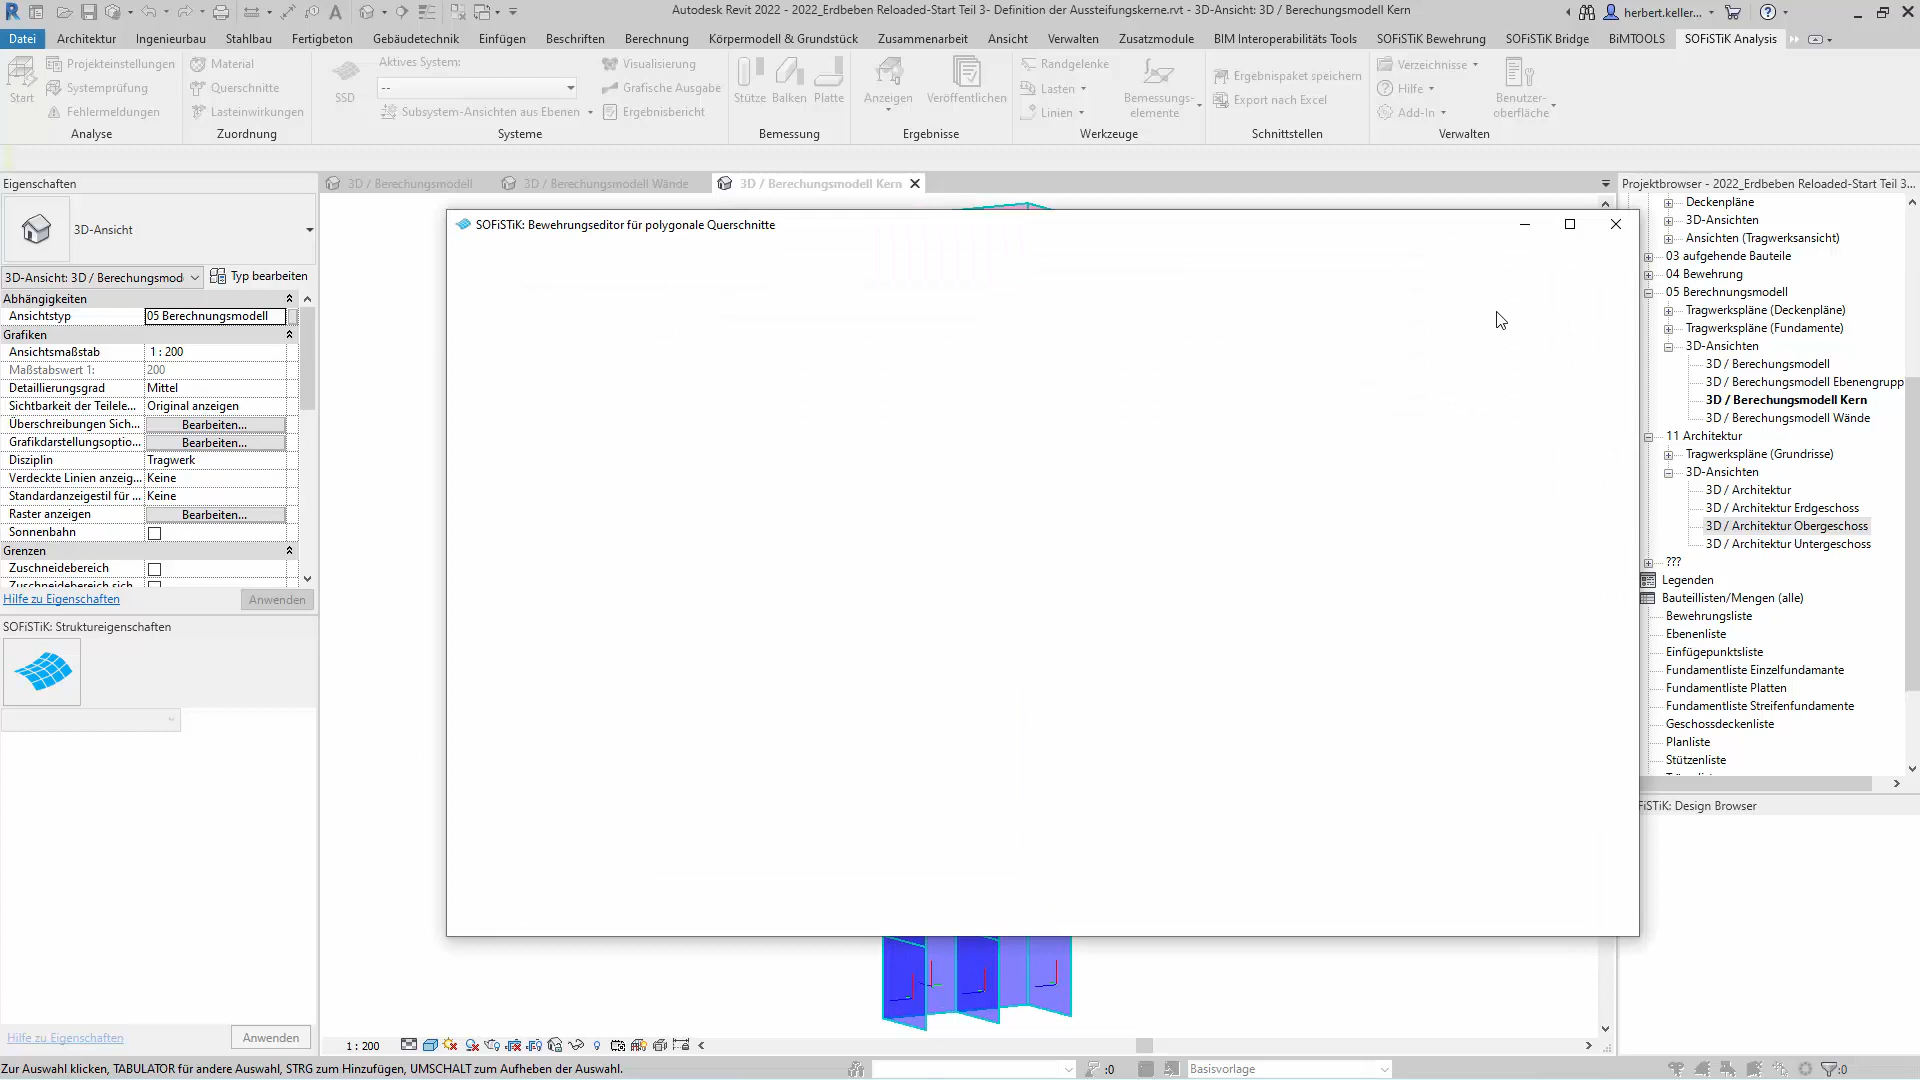 Autodesk Revit 2022 - 2022_Erdbeben Reloaded-Start Teil 3- Definition der Aussteifungskerne.rvt - 3D-Ansicht: 3D / Berechungsmodell Kern
herbert.keller...
Datei Architektur Ingenieurbau Stahlbau Fertigbeton Gebäudetechnik Einfügen Beschriften Berechnung Körpermodell & Grundstück Zusammenarbeit Ansicht Verwalten Zusatzmodule BIM Interoperabilitäts Tools SOFiSTiK Bewehrung SOFiSTiK Bridge BiMTOOLS SOFiSTiK Analysis
Start
Projekteinstellungen
Systemprüfung
Fehlermeldungen
Analyse
Material
Querschnitte
Lasteinwirkungen
Zuordnung
SSD
Aktives System:
--
Subsystem-Ansichten aus Ebenen
Visualisierung
Grafische Ausgabe
Ergebnisbericht
Systeme
Stütze Balken Platte
Bemessung
Anzeigen Veröffentlichen
Ergebnisse
Randgelenke
Lasten
Linien
Bemessungs-
elemente
Werkzeuge
Ergebnispaket speichern
Export nach Excel
Schnittstellen
Verzeichnisse
Hilfe
Add-In
Benutzer-
oberfläche
Verwalten
Eigenschaften
3D-Ansicht
3D-Ansicht: 3D / Berechungsmod
Typ bearbeiten
Abhängigkeiten
Ansichtstyp 05 Berechnungsmodell
Grafiken
Ansichtsmaßstab 1 : 200
Maßstabswert 1: 200
Detaillierungsgrad Mittel
Sichtbarkeit der Teilele... Original anzeigen
Überschreibungen Sich... Bearbeiten...
Grafikdarstellungsoptio... Bearbeiten...
Disziplin Tragwerk
Verdeckte Linien anzeig... Keine
Standardanzeigestil für ... Keine
Raster anzeigen Bearbeiten...
Sonnenbahn
Grenzen
Zuschneidebereich
Zuschneidebereich sich
Hilfe zu Eigenschaften Anwenden
SOFiSTiK: Struktureigenschaften
Hilfe zu Eigenschaften Anwenden
3D / Berechungsmodell 3D / Berechungsmodell Wände 3D / Berechungsmodell Kern
SOFiSTiK: Bewehrungseditor für polygonale Querschnitte
1 : 200
Projektbrowser - 2022_Erdbeben Reloaded-Start Teil 3...
Deckenpläne
3D-Ansichten
Ansichten (Tragwerksansicht)
03 aufgehende Bauteile
04 Bewehrung
05 Berechnungsmodell
Tragwerkspläne (Deckenpläne)
Tragwerkspläne (Fundamente)
3D-Ansichten
3D / Berechungsmodell
3D / Berechungsmodell Ebenengrupp
3D / Berechungsmodell Kern
3D / Berechungsmodell Wände
11 Architektur
Tragwerkspläne (Grundrisse)
3D-Ansichten
3D / Architektur
3D / Architektur Erdgeschoss
3D / Architektur Obergeschoss
3D / Architektur Untergeschoss
???
Legenden
Bauteillisten/Mengen (alle)
Bewehrungsliste
Ebenenliste
Einfügepunktsliste
Fundamentliste Einzelfundamante
Fundamentliste Platten
Fundamentliste Streifenfundamente
Geschossdeckenliste
Planliste
Stützenliste
FiSTiK: Design Browser
Zur Auswahl klicken, TABULATOR für andere Auswahl, STRG zum Hinzufügen, UMSCHALT zum Aufheben der Auswahl.
:0
Basisvorlage
:0